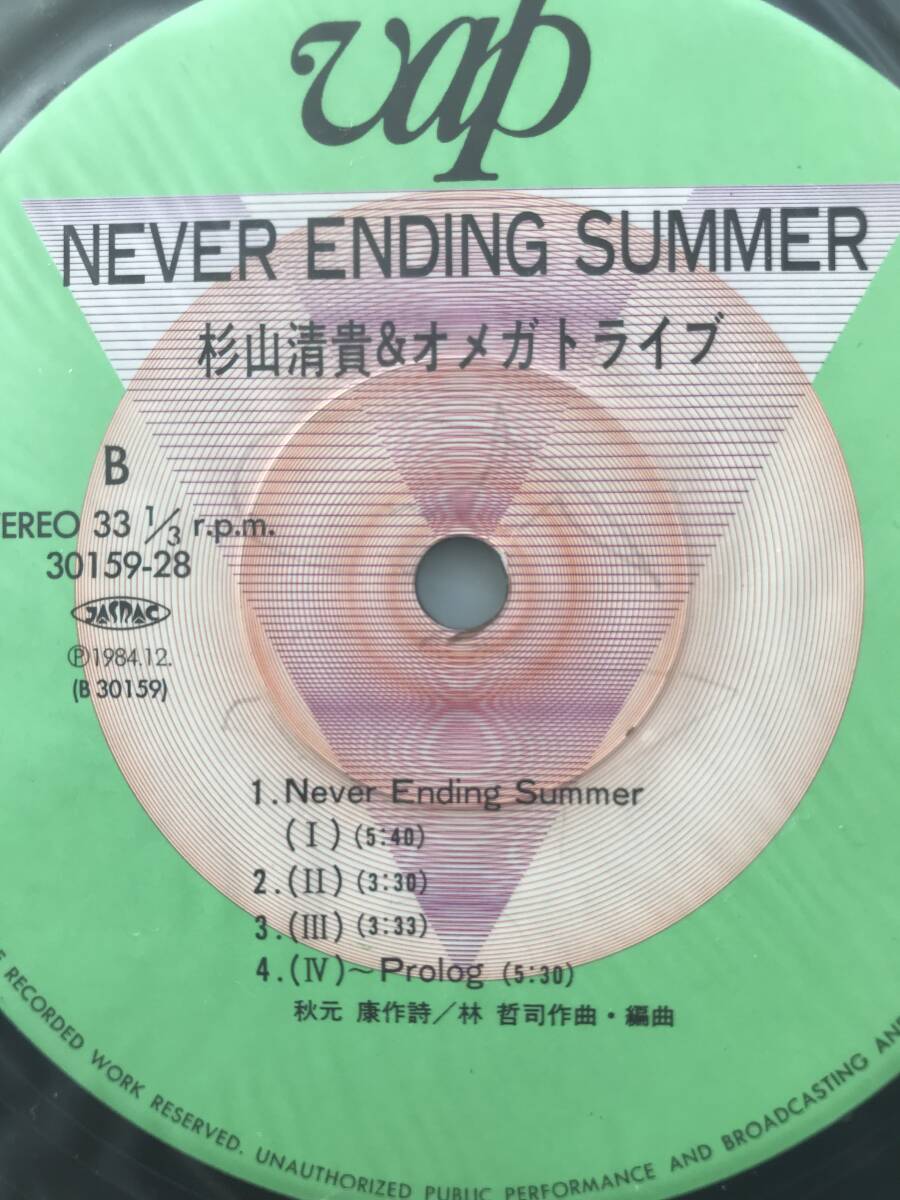 vap
NEVER ENDING SUMMER
杉山清貴&オメガトライブ
B
TEREO 33 1/3 r.p.m.
30159-28
JASRAC
Ⓟ1984.12.
(B 30159)
1.Never Ending Summer
(Ⅰ) (5:40)
2.(Ⅱ) (3:30)
3.(Ⅲ) (3:33)
4.(Ⅳ)~Prolog (5:30)
秋元 康作詩/林 哲司作曲・編曲
E RECORDED WORK RESERVED. UNAUTHORIZED PUBLIC PERFORMANCE AND BROADCASTING AND